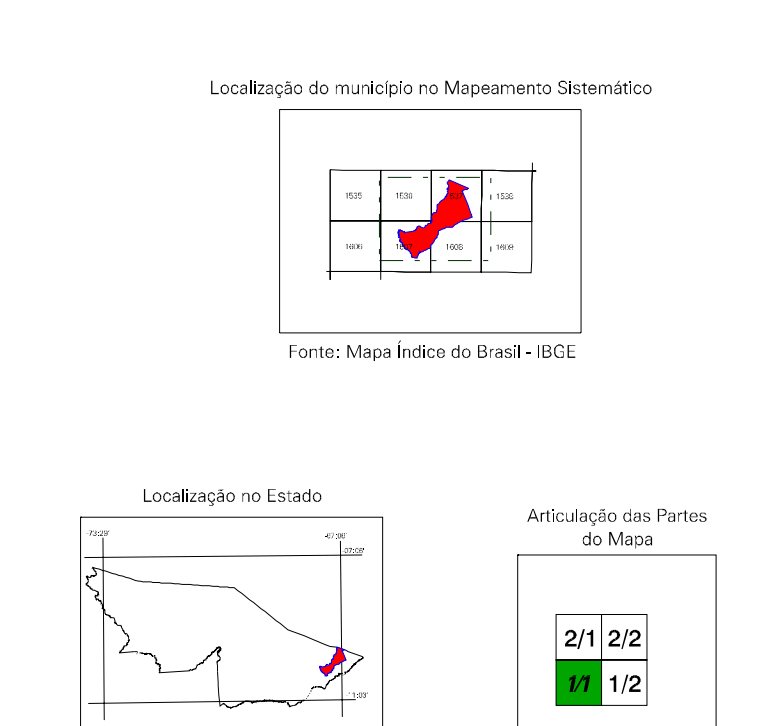 Localização do município no Mapeamento Sistemático
1535 1536 1538
1606 1608 1609
Fonte: Mapa Índice do Brasil - IBGE
Localização no Estado
Articulação das Partes
do Mapa
2/1 2/2
1/1 1/2